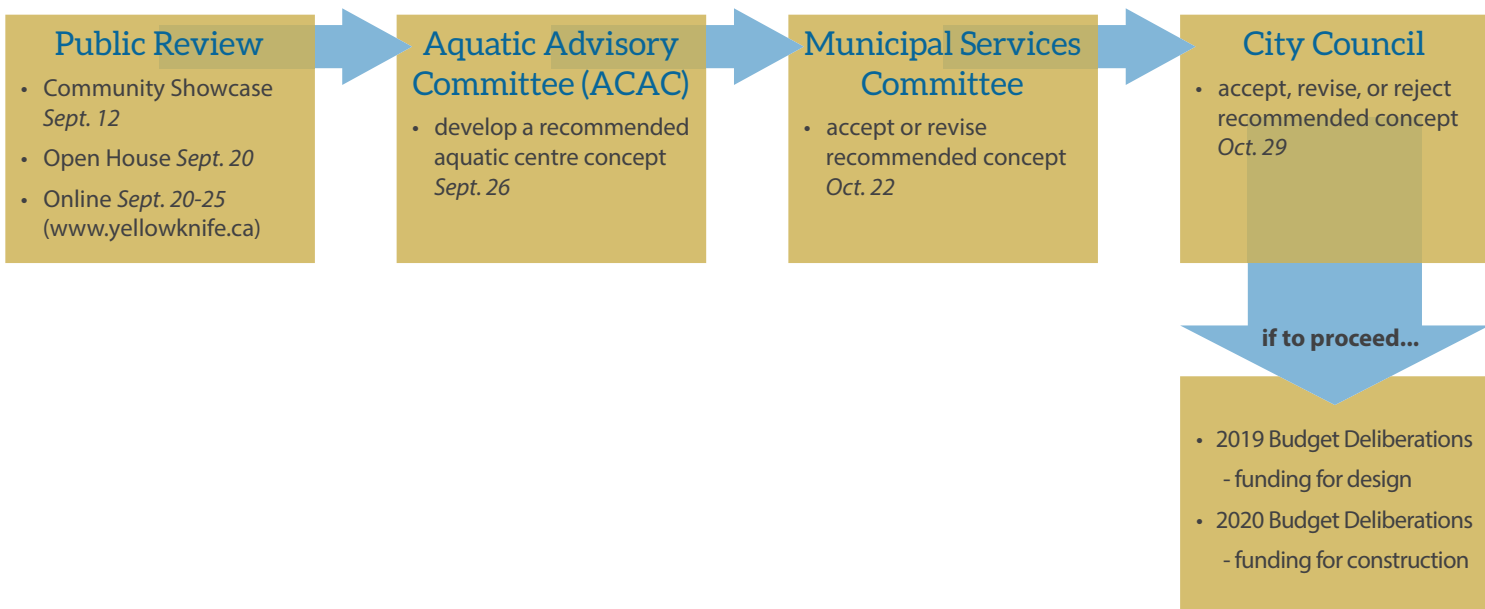 Public Review
• Community Showcase
Sept. 12
• Open House Sept. 20
• Online Sept. 20-25
(www.yellowknife.ca)
Aquatic Advisory
Committee (ACAC)
• develop a recommended
aquatic centre concept
Sept. 26
Municipal Services
Committee
• accept or revise
recommended concept
Oct. 22
City Council
• accept, revise, or reject
recommended concept
Oct. 29
if to proceed...
• 2019 Budget Deliberations
- funding for design
• 2020 Budget Deliberations
- funding for construction